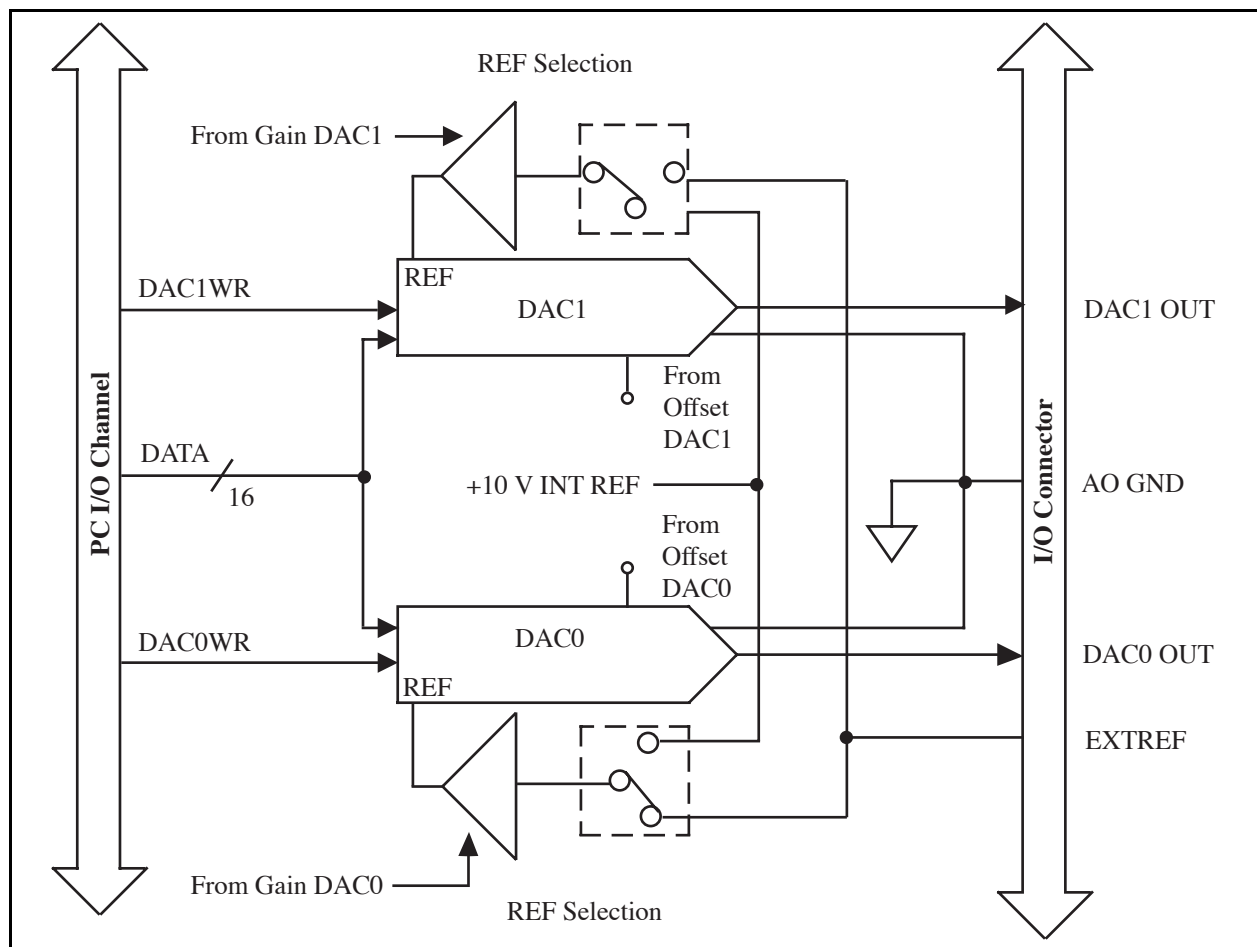 REF Selection
From Gain DAC1
REF
DAC1WR
DAC1
DAC1 OUT
From
Offset
DAC1
PC I/O Channel
DATA
16
+10 V INT REF
AO GND
I/O Connector
From
Offset
DAC0
DAC0WR
DAC0
DAC0 OUT
REF
EXTREF
From Gain DAC0
REF Selection